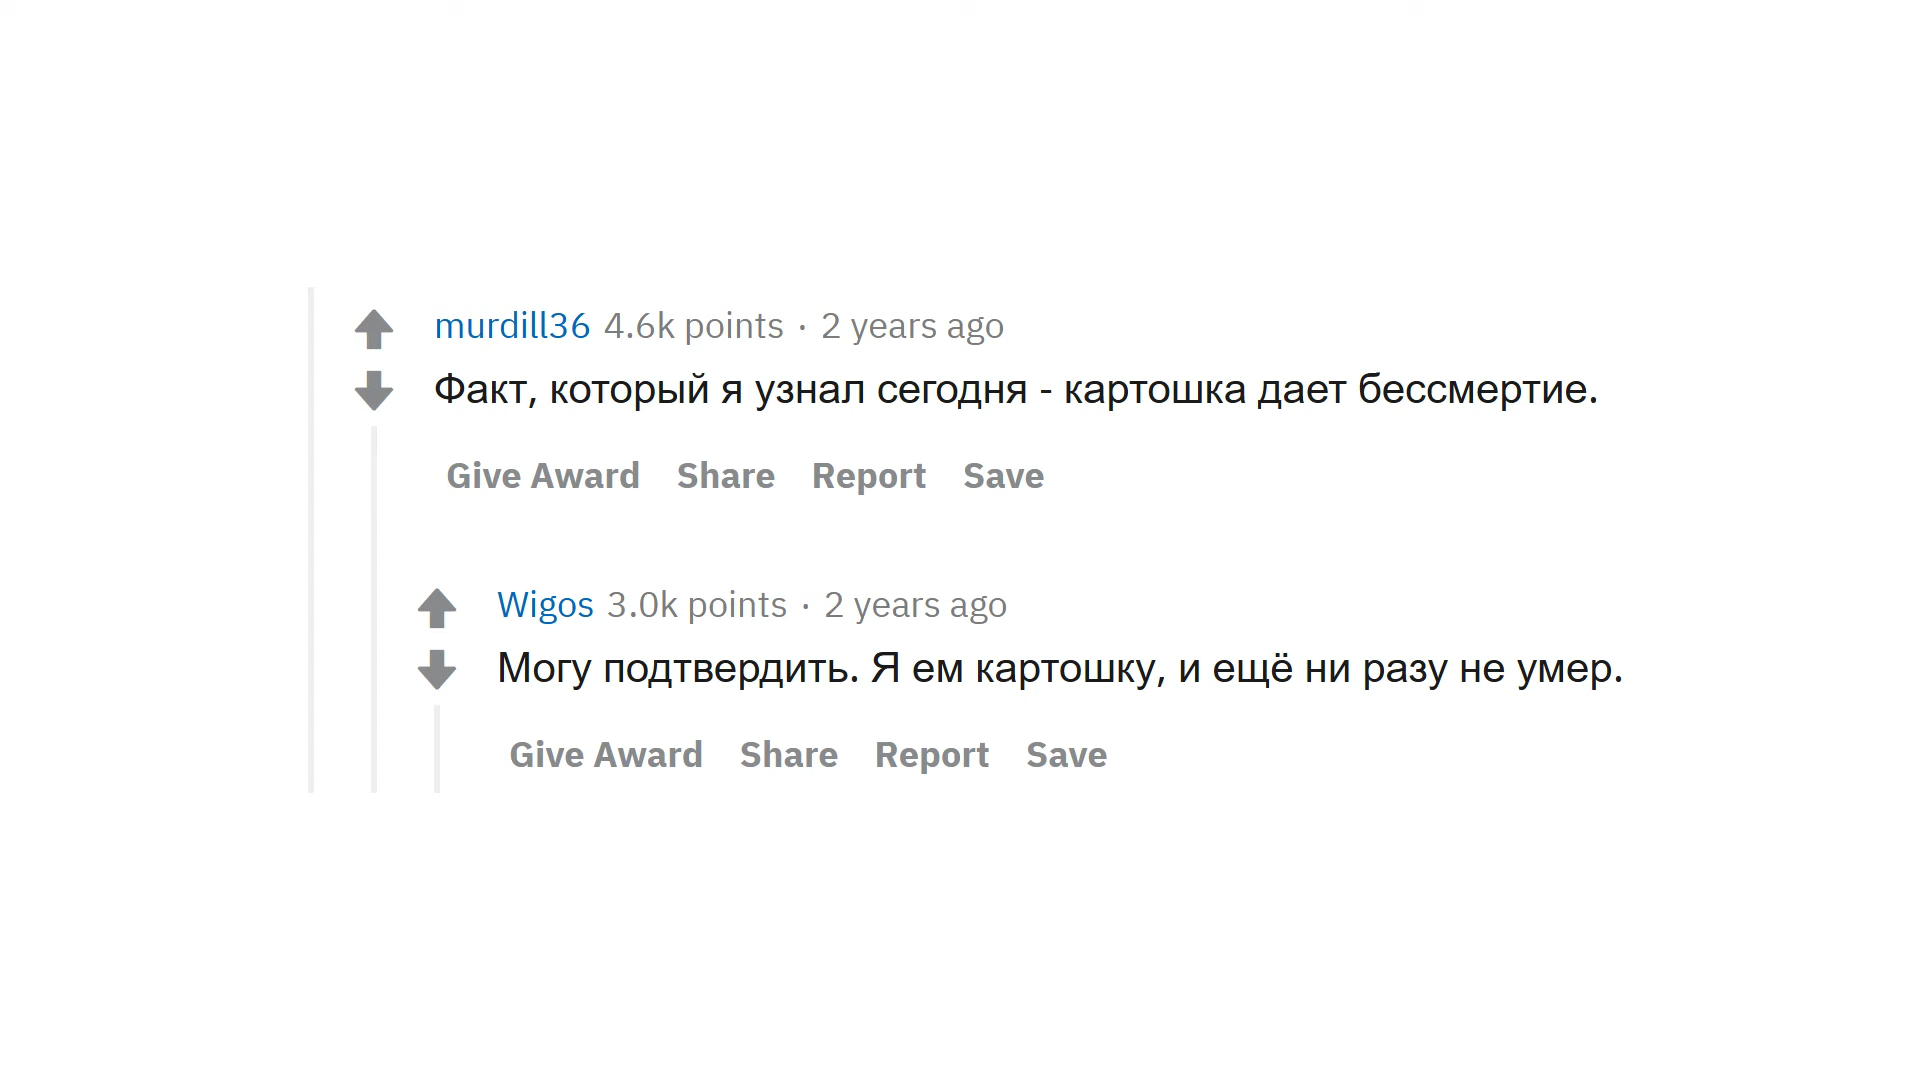 murdill36 4.6k points · 2 years ago
Факт, который я узнал сегодня - картошка дает бессмертие.
Give Award Share Report Save
Wigos 3.0k points · 2 years ago
Могу подтвердить. Я ем картошку, и ещё ни разу не умер.
Give Award Share Report Save